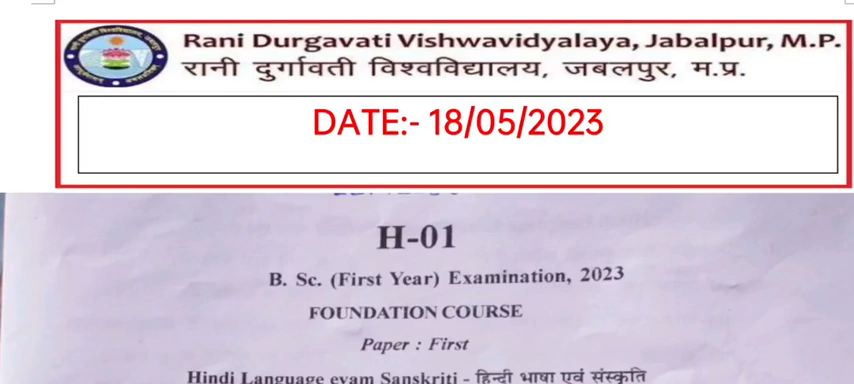 Rani Durgavati Vishwavidyalaya, Jabalpur, M.P.
रानी दुर्गावती विश्वविद्यालय, जबलपुर, म.प्र.
DATE:- 18/05/2023
H-01
B. Sc. (First Year) Examination, 2023
FOUNDATION COURSE
Paper : First
Hindi Language evam Sanskriti - हिन्दी भाषा एवं संस्कृति